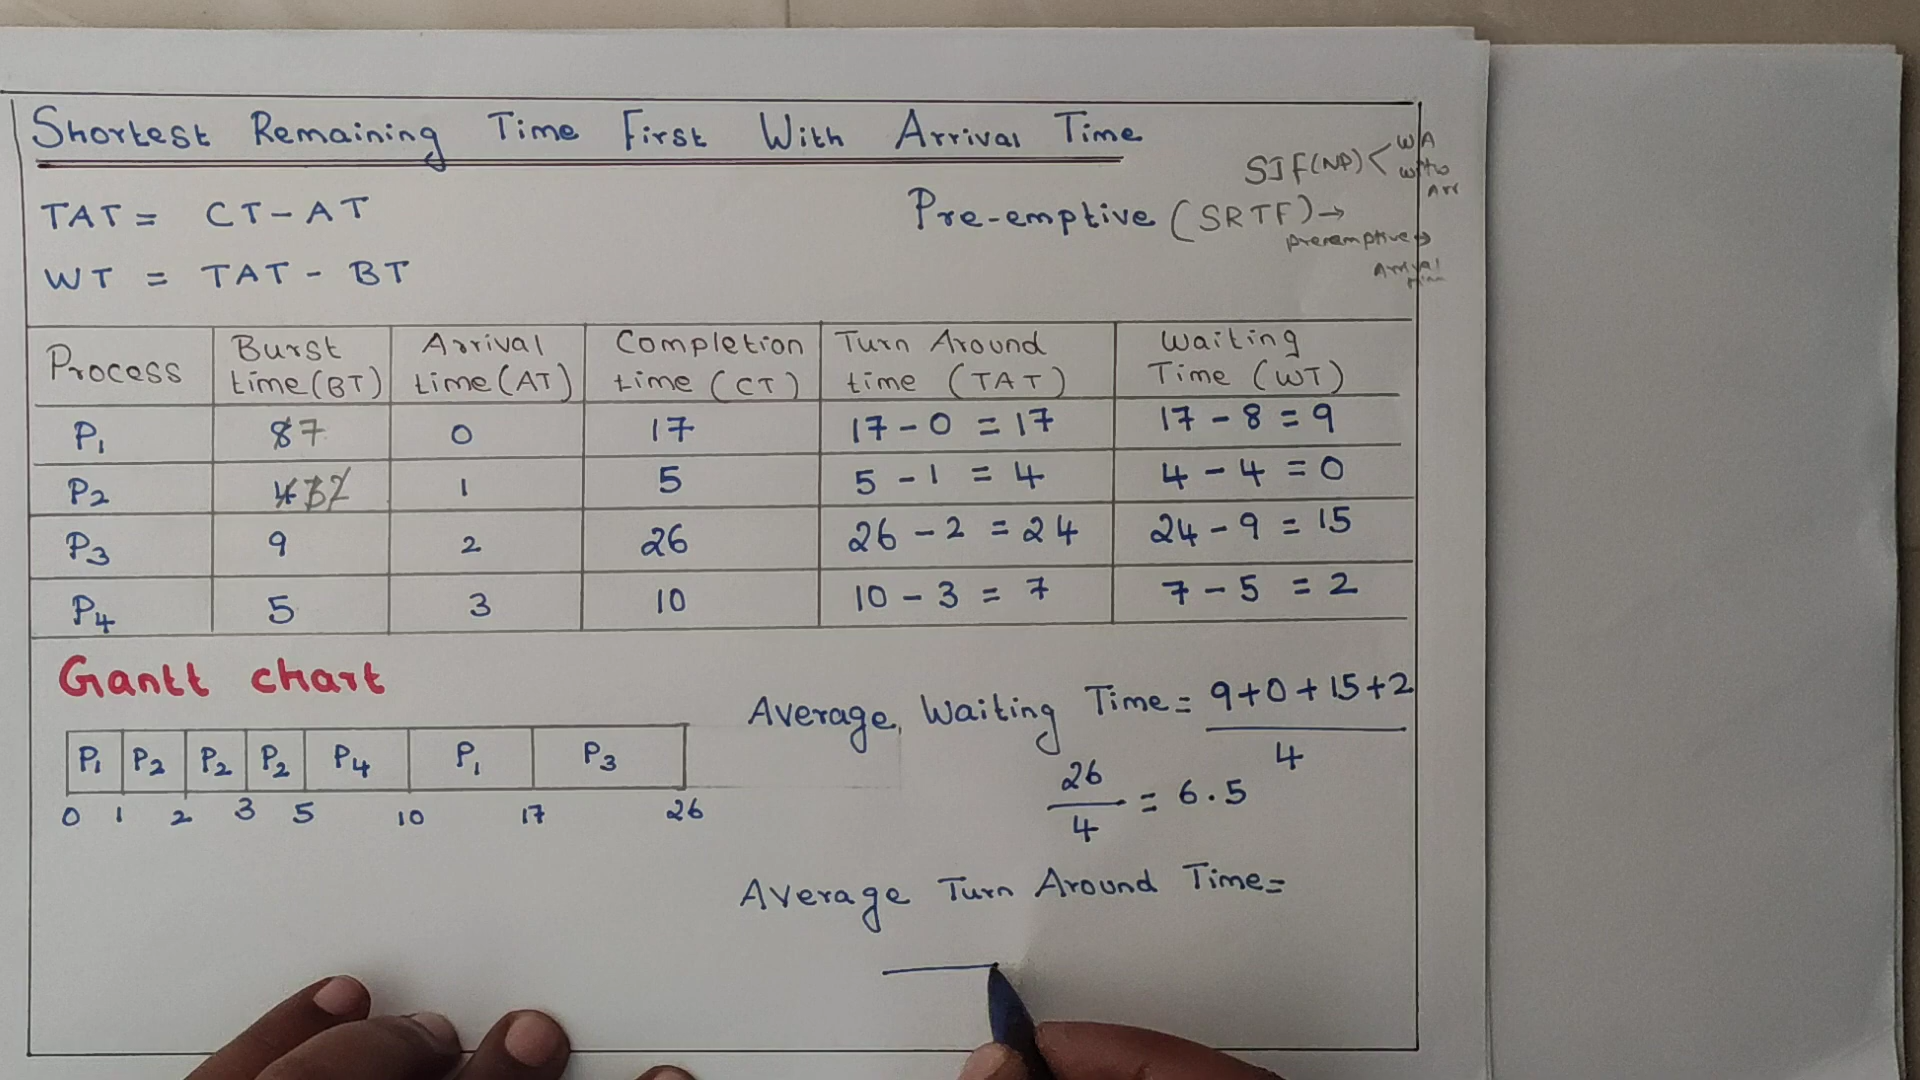 Shortest Remaining Time First With Arrival Time
SJF(NP) < WA
TAT = CT - AT
Pre-emptive (SRTF) →
Arr
preremptive →
Arrival
WT = TAT - BT
Process Burst time (BT) Arrival time (AT) Completion time (CT) Turn Around time (TAT) Waiting Time (WT)
P1 8 7 0 17 17 - 0 = 17 17 - 8 = 9
P2 4 3 2 1 5 5 - 1 = 4 4 - 4 = 0
P3 9 2 26 26 - 2 = 24 24 - 9 = 15
P4 5 3 10 10 - 3 = 7 7 - 5 = 2
Gantt chart
P1 P2 P2 P2 P4 P1 P3
0 1 2 3 5 10 17 26
Average Waiting Time = 9+0+15+2
4
26
4 = 6.5
Average Turn Around Time =